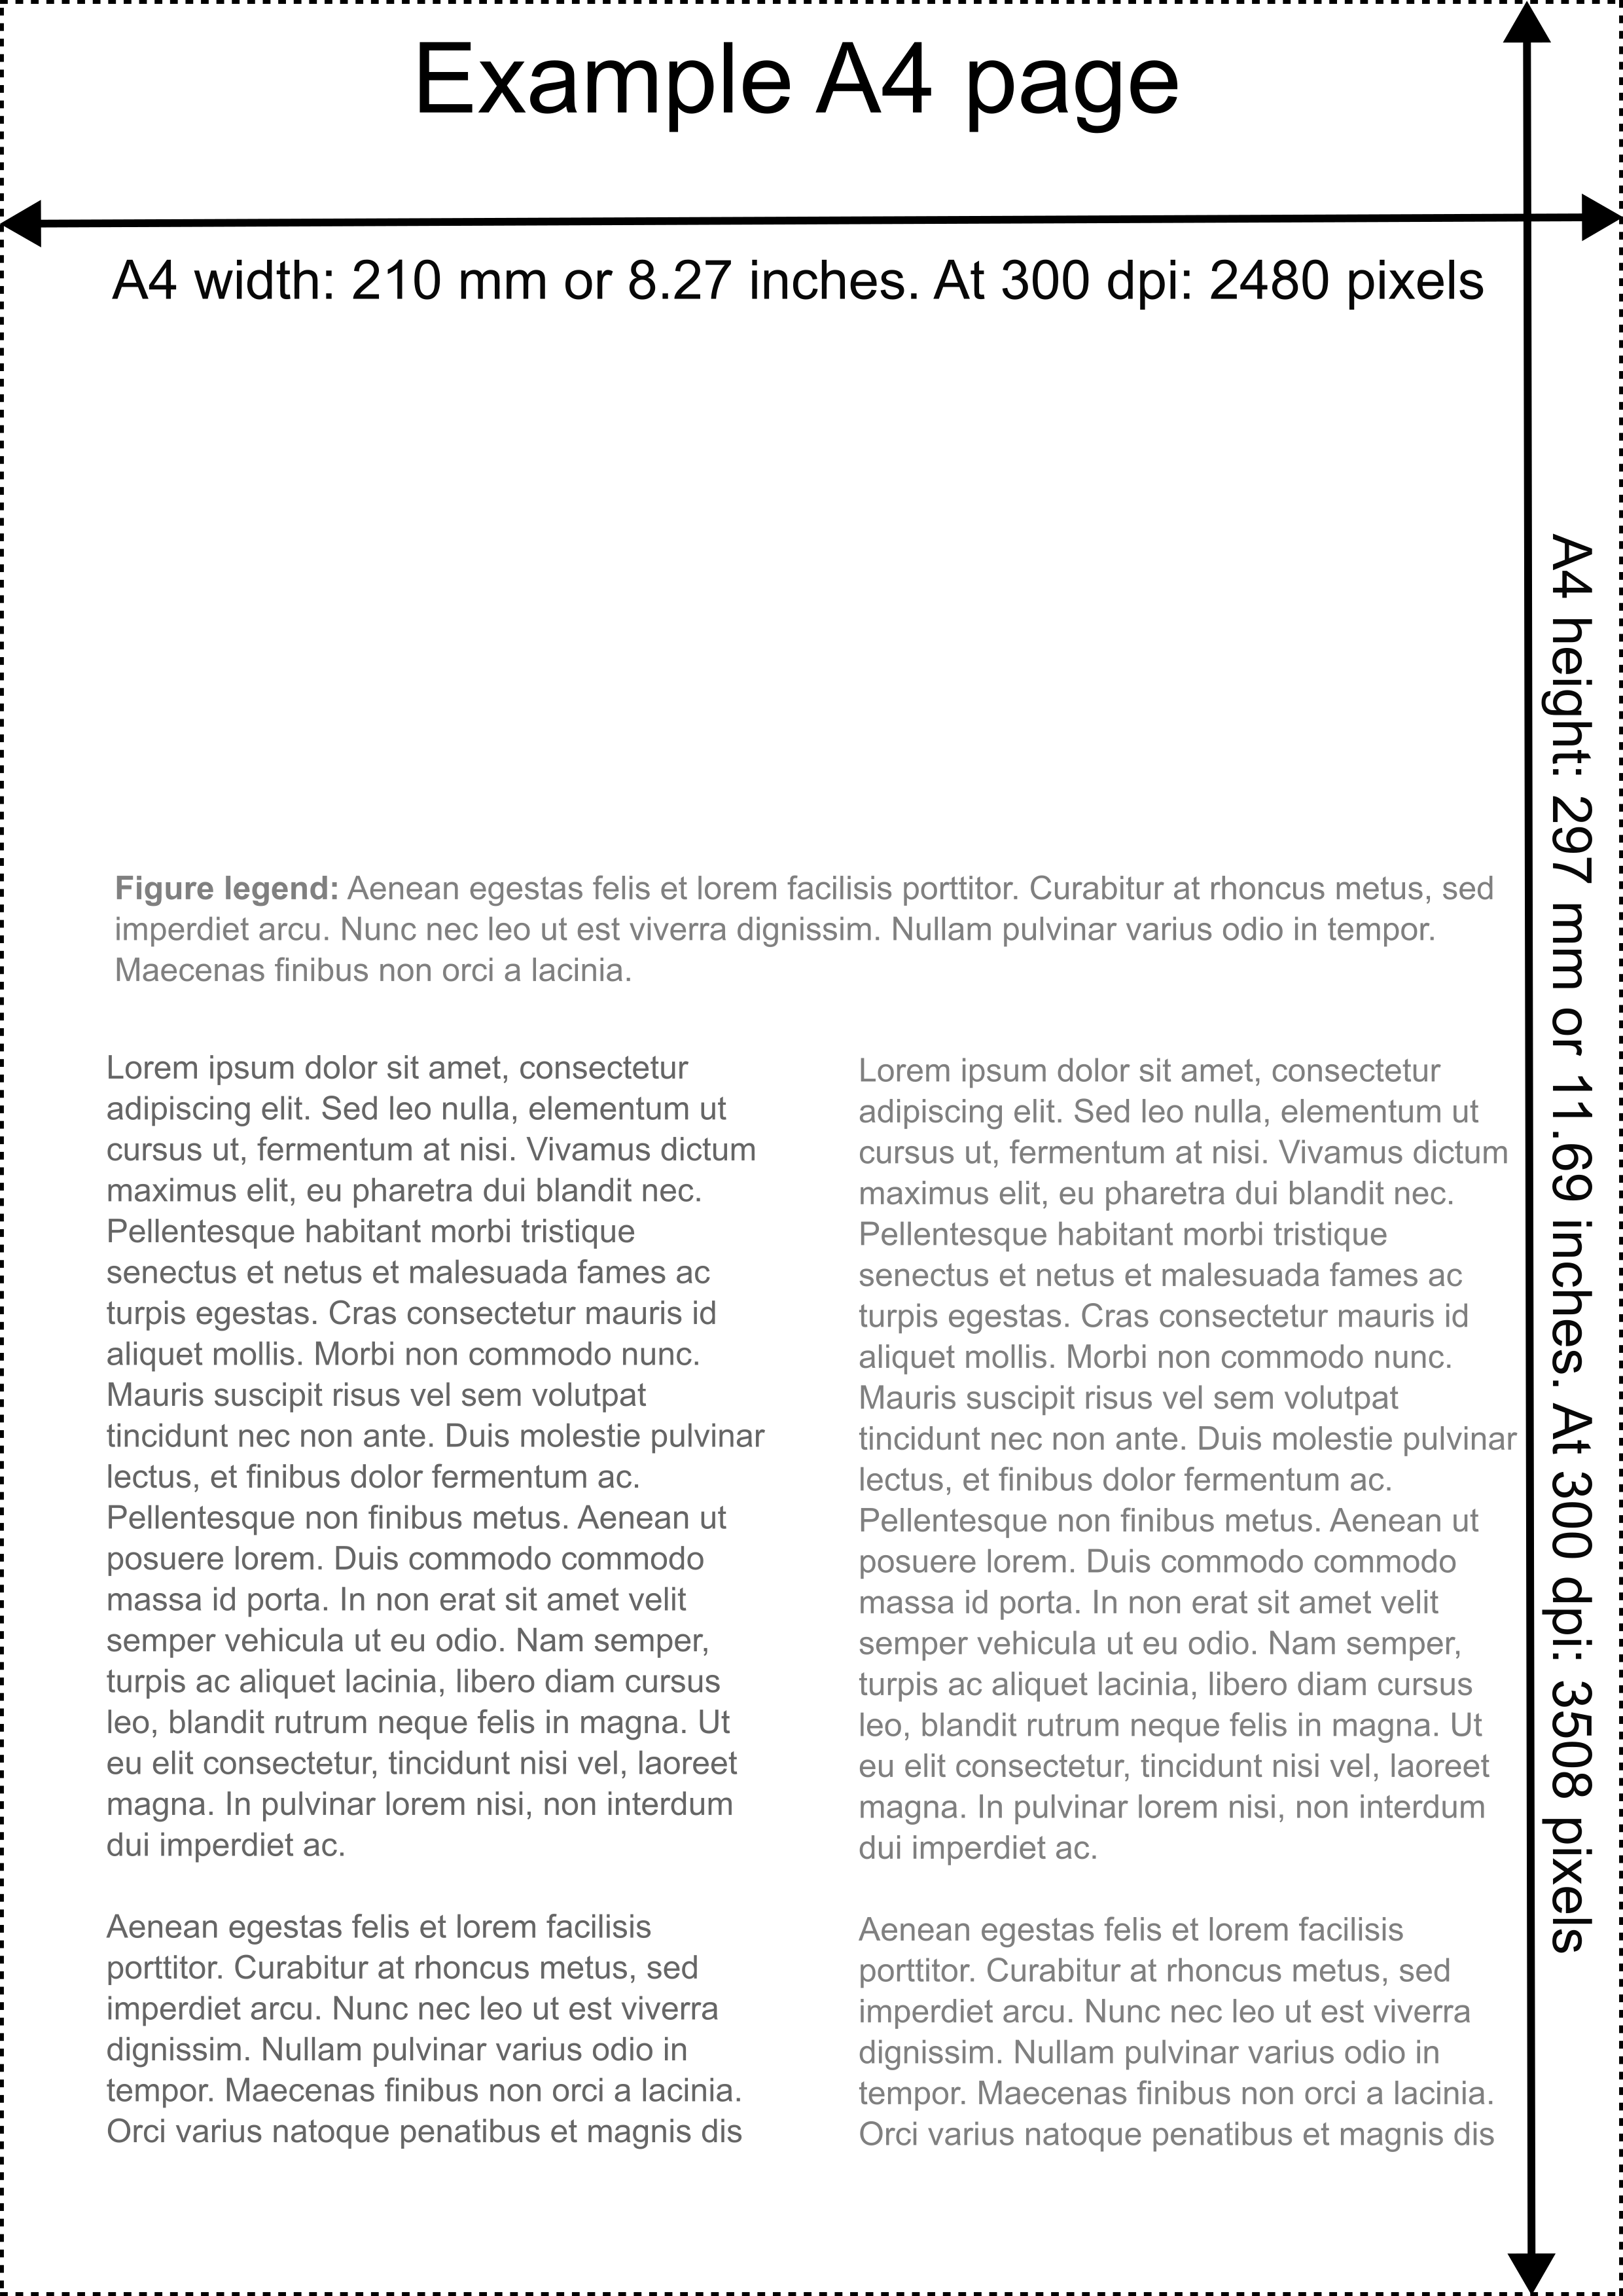 Example A4 page
A4 width: 210 mm or 8.27 inches. At 300 dpi: 2480 pixels
A4 height: 297 mm or 11.69 inches. At 300 dpi: 3508 pixels
Figure legend: Aenean egestas felis et lorem facilisis porttitor. Curabitur at rhoncus metus, sed
imperdiet arcu. Nunc nec leo ut est viverra dignissim. Nullam pulvinar varius odio in tempor.
Maecenas finibus non orci a lacinia.
Lorem ipsum dolor sit amet, consectetur
adipiscing elit. Sed leo nulla, elementum ut
cursus ut, fermentum at nisi. Vivamus dictum
maximus elit, eu pharetra dui blandit nec.
Pellentesque habitant morbi tristique
senectus et netus et malesuada fames ac
turpis egestas. Cras consectetur mauris id
aliquet mollis. Morbi non commodo nunc.
Mauris suscipit risus vel sem volutpat
tincidunt nec non ante. Duis molestie pulvinar
lectus, et finibus dolor fermentum ac.
Pellentesque non finibus metus. Aenean ut
posuere lorem. Duis commodo commodo
massa id porta. In non erat sit amet velit
semper vehicula ut eu odio. Nam semper,
turpis ac aliquet lacinia, libero diam cursus
leo, blandit rutrum neque felis in magna. Ut
eu elit consectetur, tincidunt nisi vel, laoreet
magna. In pulvinar lorem nisi, non interdum
dui imperdiet ac.
Aenean egestas felis et lorem facilisis
porttitor. Curabitur at rhoncus metus, sed
imperdiet arcu. Nunc nec leo ut est viverra
dignissim. Nullam pulvinar varius odio in
tempor. Maecenas finibus non orci a lacinia.
Orci varius natoque penatibus et magnis dis
Lorem ipsum dolor sit amet, consectetur
adipiscing elit. Sed leo nulla, elementum ut
cursus ut, fermentum at nisi. Vivamus dictum
maximus elit, eu pharetra dui blandit nec.
Pellentesque habitant morbi tristique
senectus et netus et malesuada fames ac
turpis egestas. Cras consectetur mauris id
aliquet mollis. Morbi non commodo nunc.
Mauris suscipit risus vel sem volutpat
tincidunt nec non ante. Duis molestie pulvinar
lectus, et finibus dolor fermentum ac.
Pellentesque non finibus metus. Aenean ut
posuere lorem. Duis commodo commodo
massa id porta. In non erat sit amet velit
semper vehicula ut eu odio. Nam semper,
turpis ac aliquet lacinia, libero diam cursus
leo, blandit rutrum neque felis in magna. Ut
eu elit consectetur, tincidunt nisi vel, laoreet
magna. In pulvinar lorem nisi, non interdum
dui imperdiet ac.
Aenean egestas felis et lorem facilisis
porttitor. Curabitur at rhoncus metus, sed
imperdiet arcu. Nunc nec leo ut est viverra
dignissim. Nullam pulvinar varius odio in
tempor. Maecenas finibus non orci a lacinia.
Orci varius natoque penatibus et magnis dis